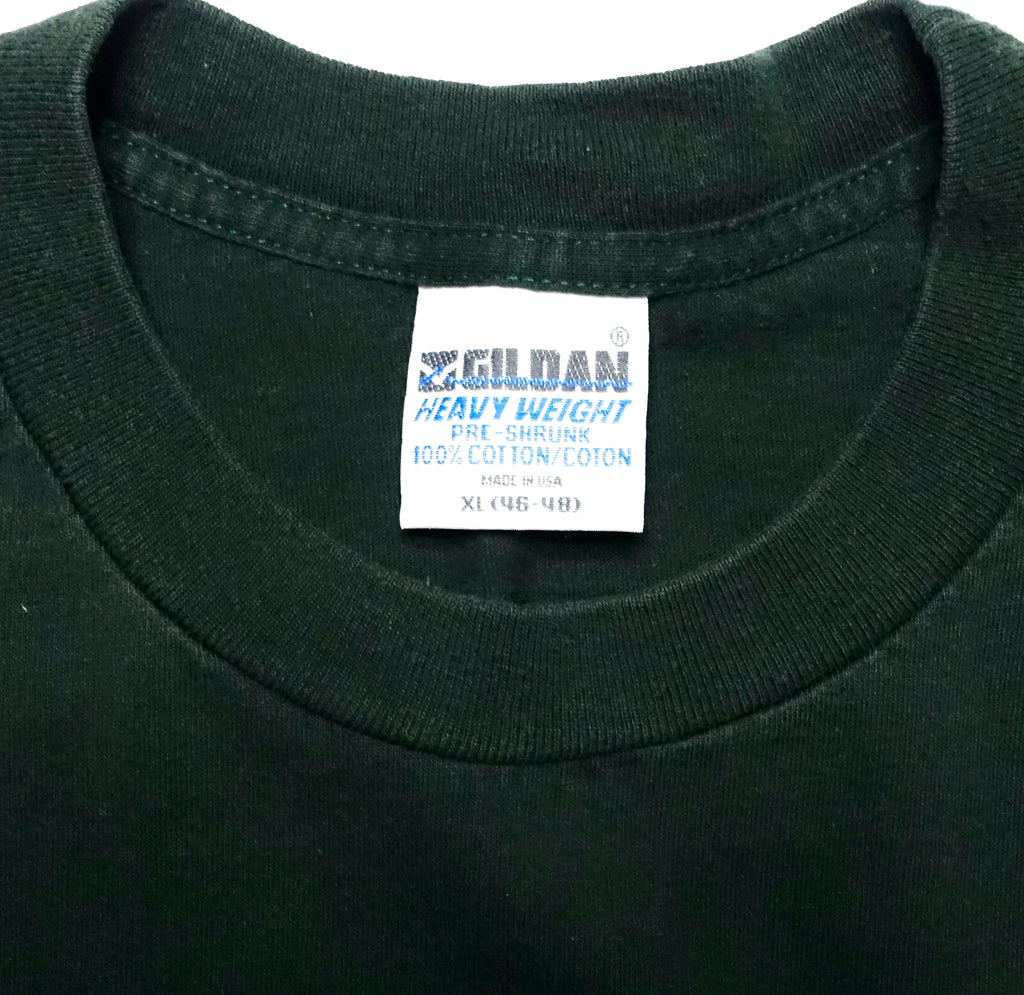 ®
GILDAN
HEAVY WEIGHT
PRE-SHRUNK
100% COTTON/COTON
MADE IN USA
XL (46-48)